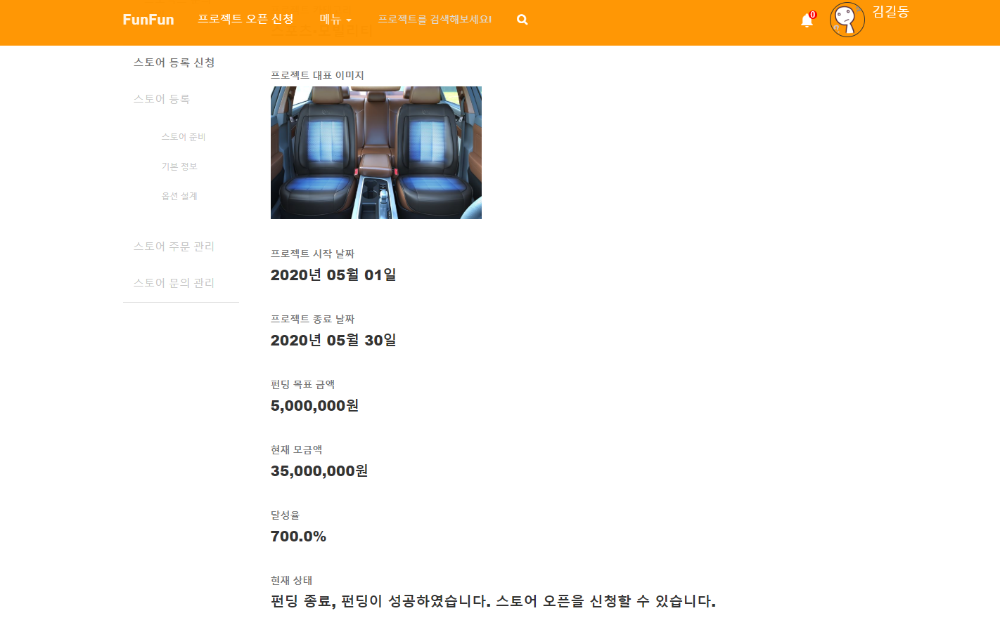 FunFun 프로젝트 오픈 신청 메뉴 프로젝트를 검색해보세요! 0 김길동
스토어 등록 신청
스토어 등록
스토어 준비
기본 정보
옵션 설계
스토어 주문 관리
스토어 문의 관리
프로젝트 대표 이미지
프로젝트 시작 날짜
2020년 05월 01일
프로젝트 종료 날짜
2020년 05월 30일
펀딩 목표 금액
5,000,000원
현재 모금액
35,000,000원
달성율
700.0%
현재 상태
펀딩 종료, 펀딩이 성공하였습니다. 스토어 오픈을 신청할 수 있습니다.